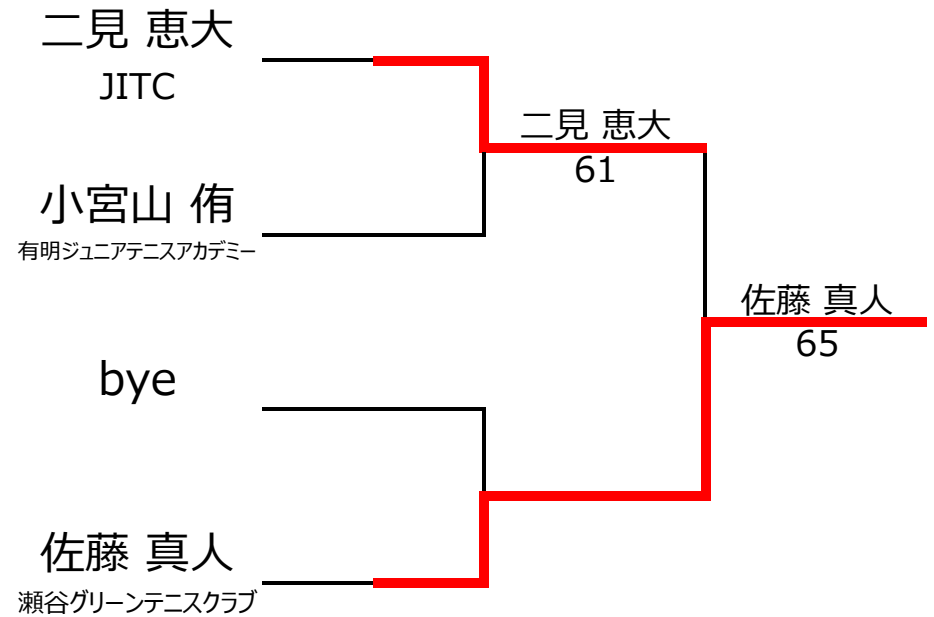 二見 恵大
JITC
二見 恵大
61
小宮山 侑
有明ジュニアテニスアカデミー
佐藤 真人
65
bye
佐藤 真人
瀬谷グリーンテニスクラブ